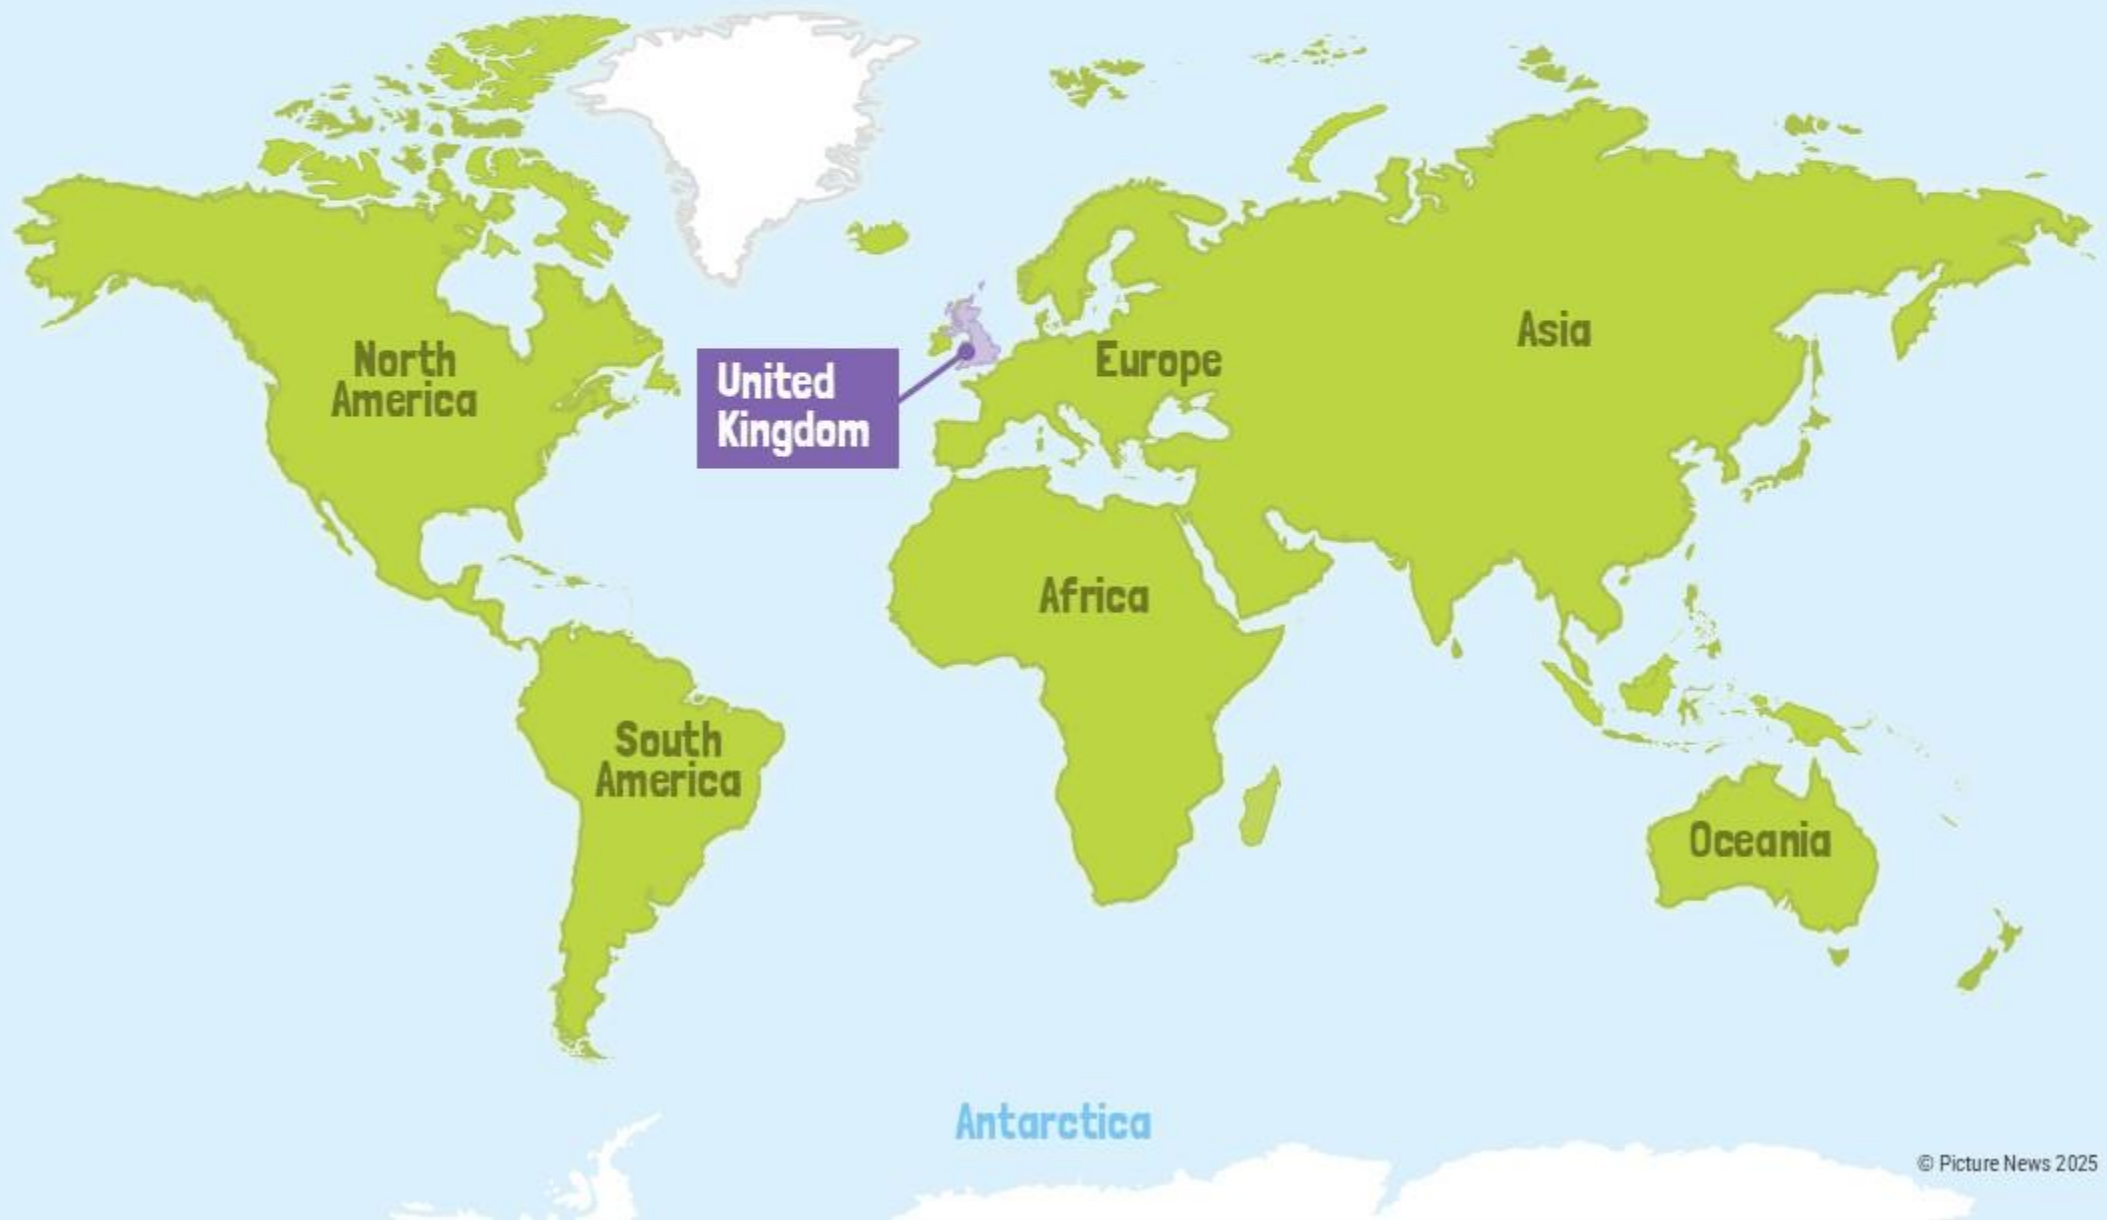 North
America
United
Kingdom
Europe
Asia
Africa
South
America
Oceania
Antarctica
© Picture News 2025